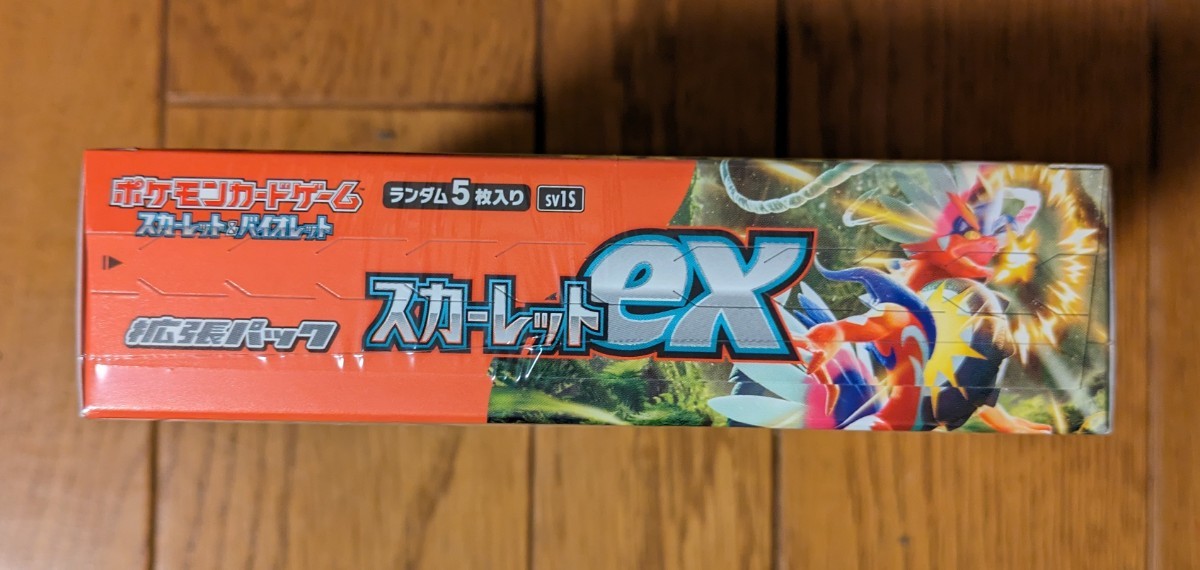 ポケモンカードゲーム
スカーレット&バイオレット
ランダム5枚入り
sv1S
拡張パック
スカーレットex